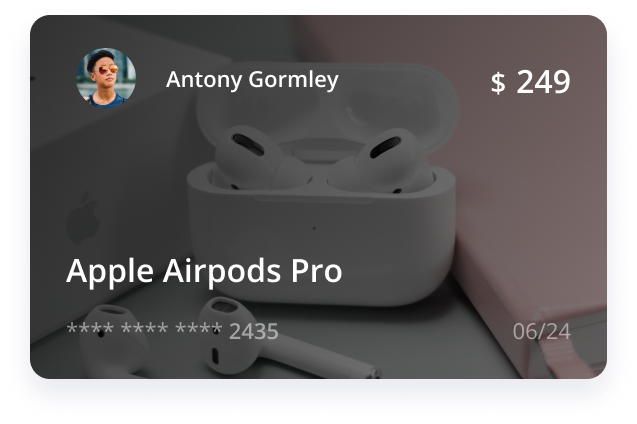 Antony Gormley
$ 249
Apple Airpods Pro
**** **** **** 2435
06/24